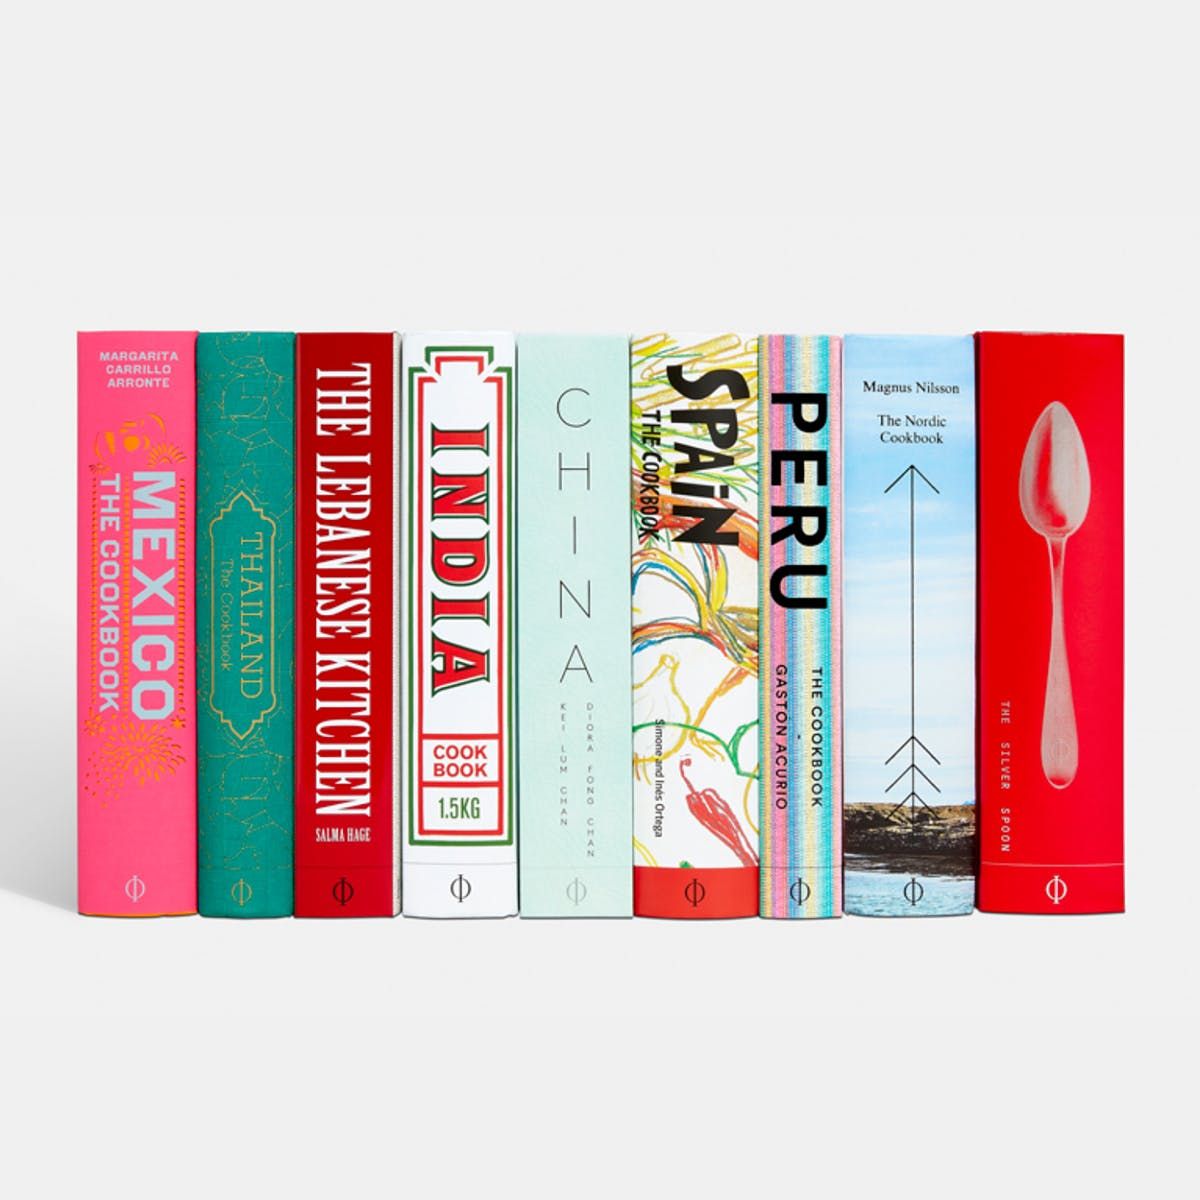 MARGARITA
CARRILLO
ARRONTE
MEXICO
THE COOKBOOK
THAILAND
The Cookbook
THE LEBANESE KITCHEN
SALMA HAGE
INDIA
COOK
BOOK
1.5KG
CHINA
DIORA FONG CHAN
KEI LUM CHAN
SPAiN
THE COOKBOOK
Simone and Inés Ortega
PERU
THE COOKBOOK
GASTÓN ACURIO
Magnus Nilsson
The Nordic
Cookbook
THE SILVER SPOON